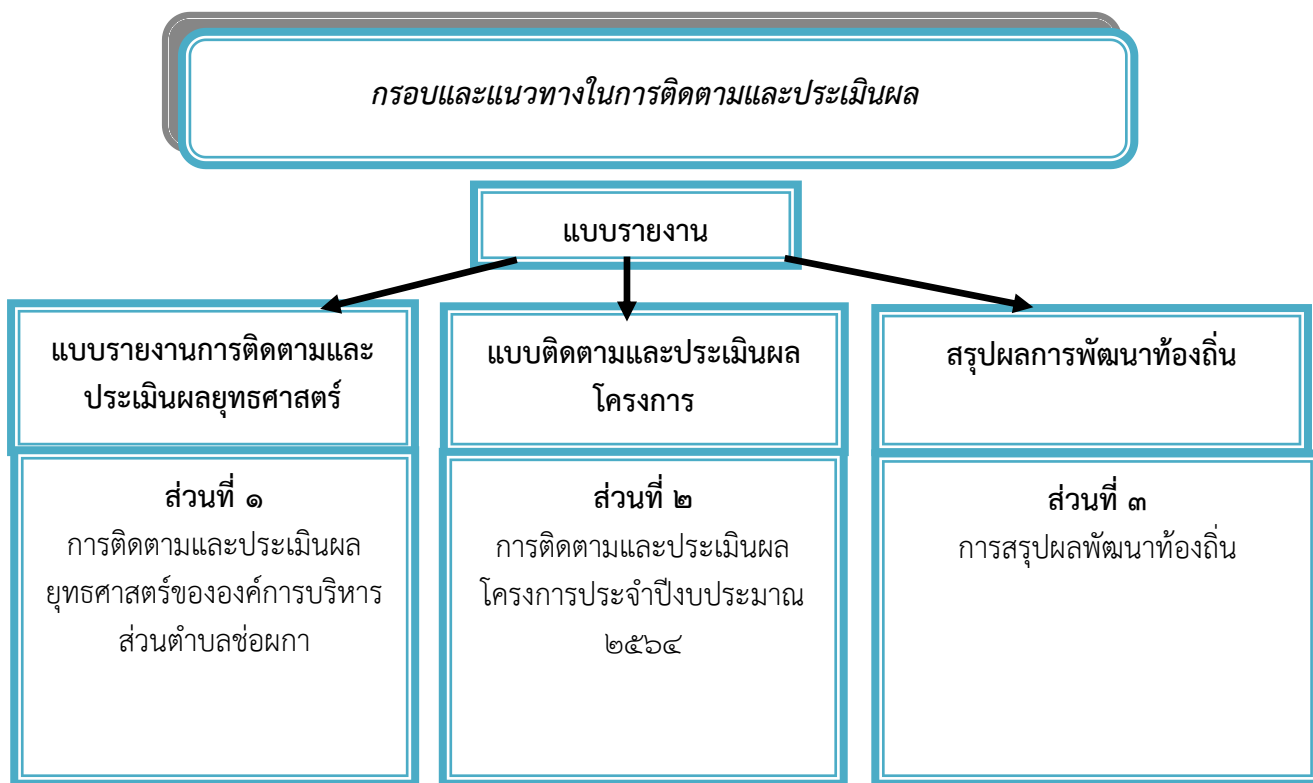 กรอบและแนวทางในการติดตามและประเมินผล
แบบรายงาน
แบบรายงานการติดตามและ
ประเมินผลยุทธศาสตร์
แบบติดตามและประเมินผล
โครงการ
สรุปผลการพัฒนาท้องถิ่น
ส่วนที่ ๑
การติดตามและประเมินผล
ยุทธศาสตร์ขององค์การบริหาร
ส่วนตำบลช่อผกา
ส่วนที่ ๒
การติดตามและประเมินผล
โครงการประจำปีงบประมาณ
๒๕๖๔
ส่วนที่ ๓
การสรุปผลพัฒนาท้องถิ่น